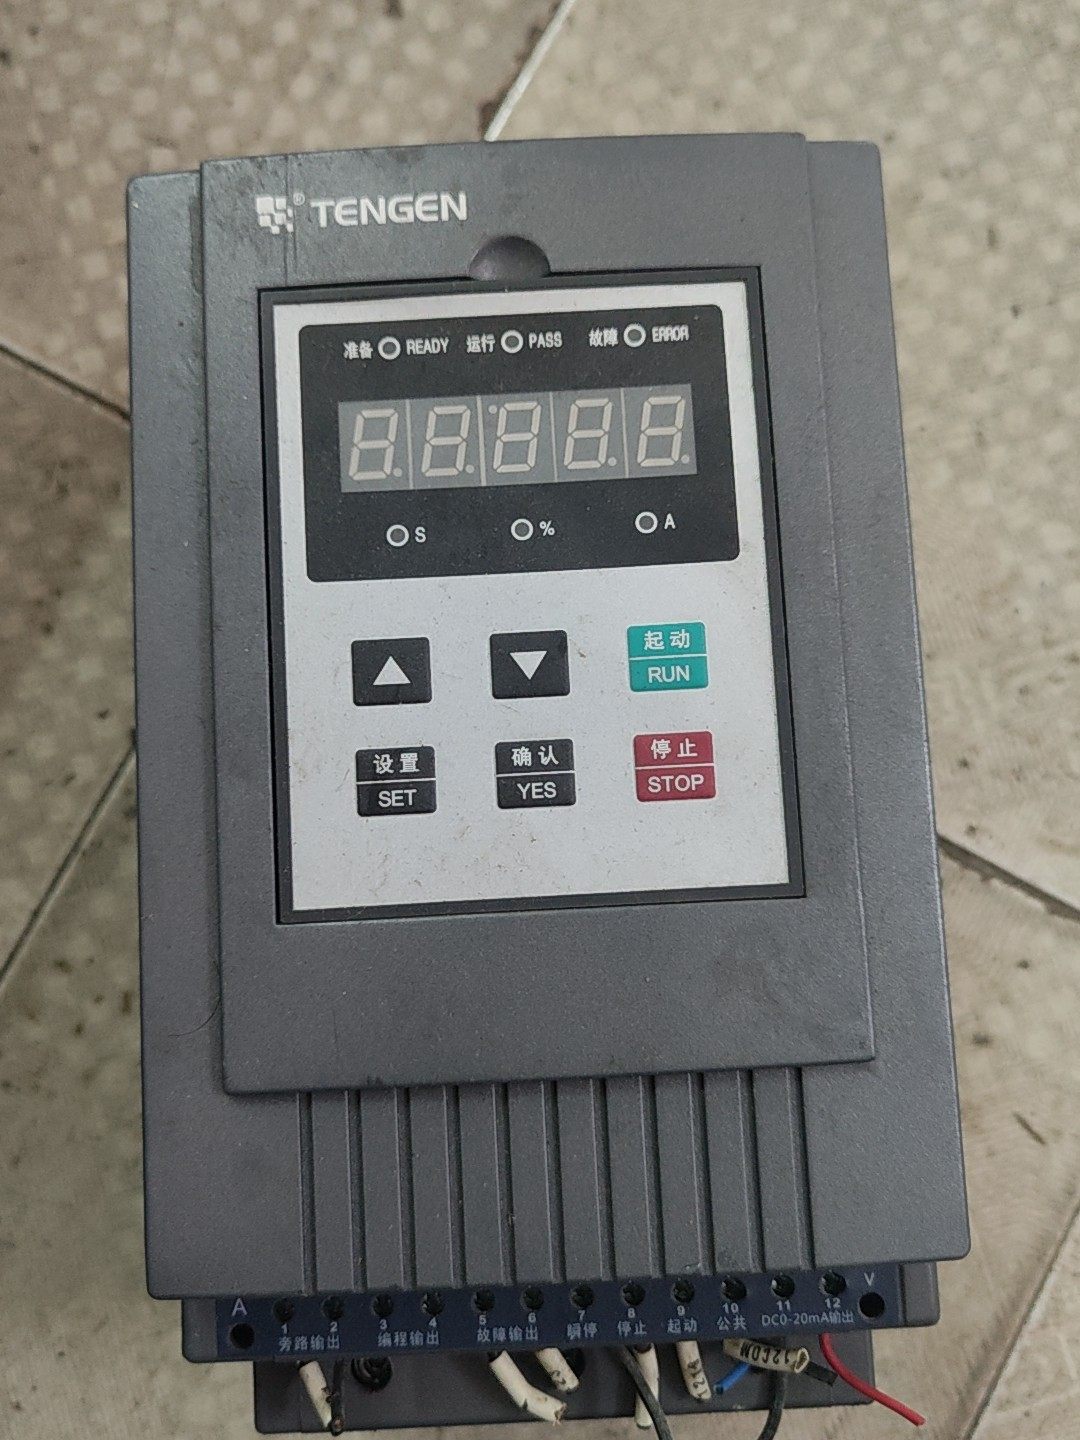 ® TENGEN
准备 READY 运行 PASS 故障 ERROR
S % A
起动
RUN
设置
SET
确认
YES
停止
STOP
A 1 2 3 4 5 6 7 8 9 10 11 12 V
旁路输出 编程输出 故障输出 瞬停 停止 起动 公共 DC0-20mA输出
12COM